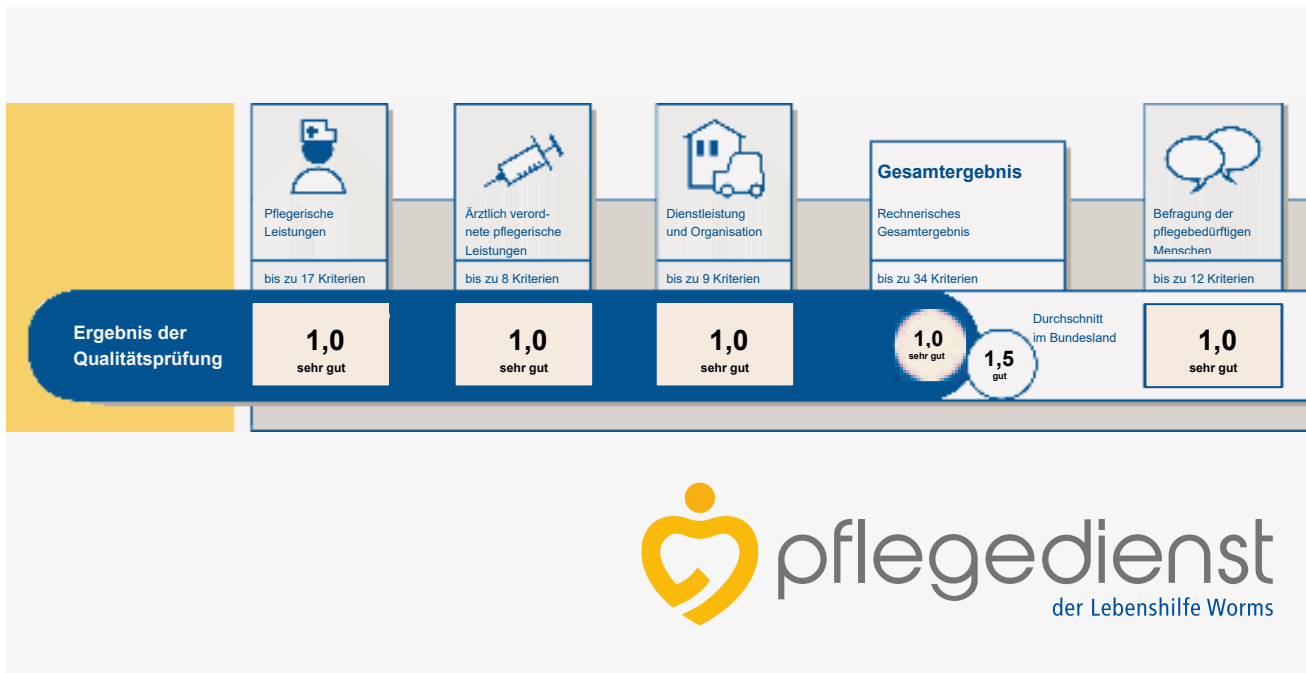 Pflegerische
Leistungen
bis zu 17 Kriterien
Ärztlich verord-
nete pflegerische
Leistungen
bis zu 8 Kriterien
Dienstleistung
und Organisation
bis zu 9 Kriterien
Gesamtergebnis
Rechnerisches
Gesamtergebnis
bis zu 34 Kriterien
Befragung der
pflegebedürftigen
Menschen
bis zu 12 Kriterien
Ergebnis der
Qualitätsprüfung
1,0
sehr gut
1,0
sehr gut
1,0
sehr gut
1,0
sehr gut
1,5
gut
Durchschnitt
im Bundesland
1,0
sehr gut
pflegedienst
der Lebenshilfe Worms